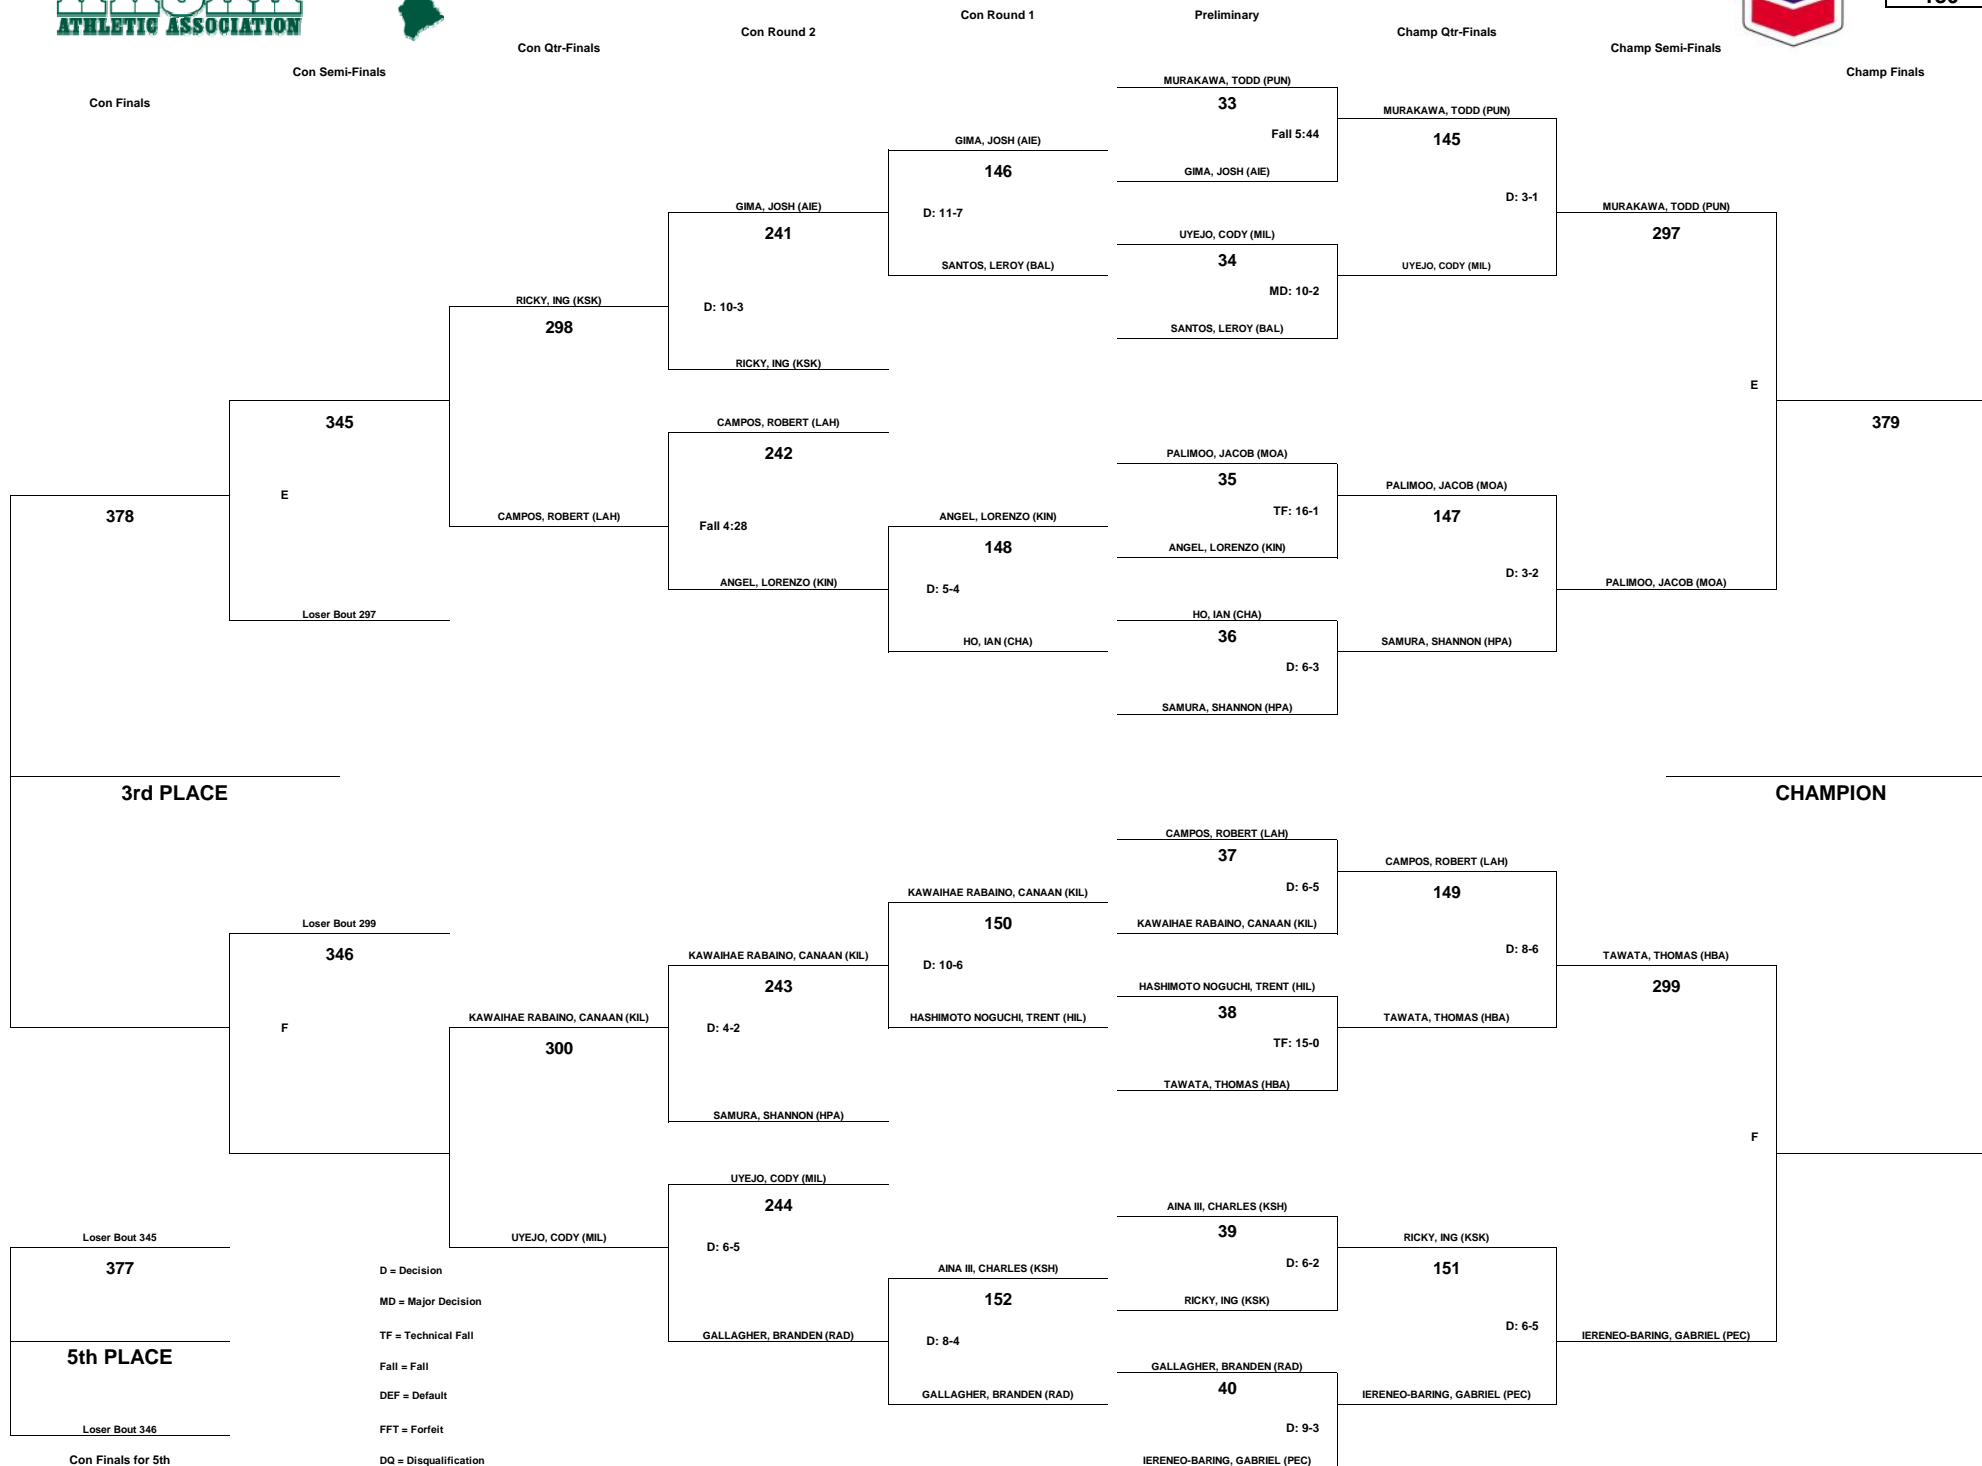 ATHLETIC ASSOCIATION
Con Finals
Con Semi-Finals
Con Qtr-Finals
Con Round 2
Con Round 1
Preliminary
Champ Qtr-Finals
Champ Semi-Finals
Champ Finals
MURAKAWA, TODD (PUN)
33
MURAKAWA, TODD (PUN)
Fall 5:44
145
GIMA, JOSH (AIE)
146
GIMA, JOSH (AIE)
D: 3-1
GIMA, JOSH (AIE)
D: 11-7
MURAKAWA, TODD (PUN)
241
UYEJO, CODY (MIL)
297
34
SANTOS, LEROY (BAL)
UYEJO, CODY (MIL)
MD: 10-2
RICKY, ING (KSK)
D: 10-3
298
SANTOS, LEROY (BAL)
RICKY, ING (KSK)
E
345
CAMPOS, ROBERT (LAH)
379
242
PALIMOO, JACOB (MOA)
35
PALIMOO, JACOB (MOA)
E
TF: 16-1
378
CAMPOS, ROBERT (LAH)
Fall 4:28
ANGEL, LORENZO (KIN)
147
148
ANGEL, LORENZO (KIN)
D: 3-2
ANGEL, LORENZO (KIN)
D: 5-4
PALIMOO, JACOB (MOA)
Loser Bout 297
HO, IAN (CHA)
36
HO, IAN (CHA)
SAMURA, SHANNON (HPA)
D: 6-3
SAMURA, SHANNON (HPA)
3rd PLACE
CHAMPION
CAMPOS, ROBERT (LAH)
37
CAMPOS, ROBERT (LAH)
D: 6-5
KAWAIHAE RABAINO, CANAAN (KIL)
149
Loser Bout 299
150
KAWAIHAE RABAINO, CANAAN (KIL)
346
KAWAIHAE RABAINO, CANAAN (KIL)
D: 10-6
D: 8-6
TAWATA, THOMAS (HBA)
243
HASHIMOTO NOGUCHI, TRENT (HIL)
299
38
F
KAWAIHAE RABAINO, CANAAN (KIL)
D: 4-2
HASHIMOTO NOGUCHI, TRENT (HIL)
TAWATA, THOMAS (HBA)
300
TF: 15-0
TAWATA, THOMAS (HBA)
SAMURA, SHANNON (HPA)
F
UYEJO, CODY (MIL)
244
AINA III, CHARLES (KSH)
39
Loser Bout 345
UYEJO, CODY (MIL)
D: 6-5
RICKY, ING (KSK)
377
D = Decision
AINA III, CHARLES (KSH)
D: 6-2
151
MD = Major Decision
152
RICKY, ING (KSK)
TF = Technical Fall
GALLAGHER, BRANDEN (RAD)
D: 8-4
D: 6-5
IERENEO-BARING, GABRIEL (PEC)
5th PLACE
Fall = Fall
GALLAGHER, BRANDEN (RAD)
40
DEF = Default
GALLAGHER, BRANDEN (RAD)
IERENEO-BARING, GABRIEL (PEC)
Loser Bout 346
FFT = Forfeit
D: 9-3
Con Finals for 5th
DQ = Disqualification
IERENEO-BARING, GABRIEL (PEC)